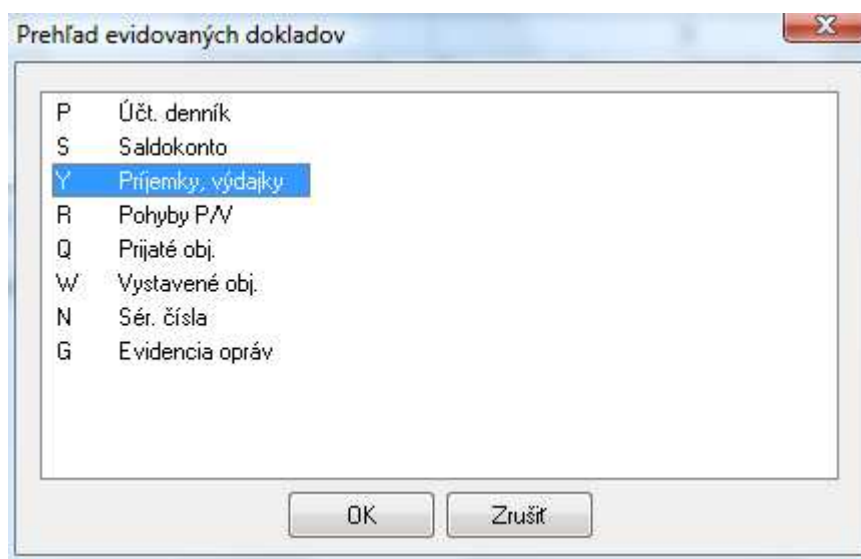 Prehľad evidovaných dokladov
P Účt. denník
S Saldokonto
Y Príjemky, výdajky
R Pohyby P/V
Q Prijaté obj.
W Vystavené obj.
N Sér. čísla
G Evidencia opráv
OK Zrušiť